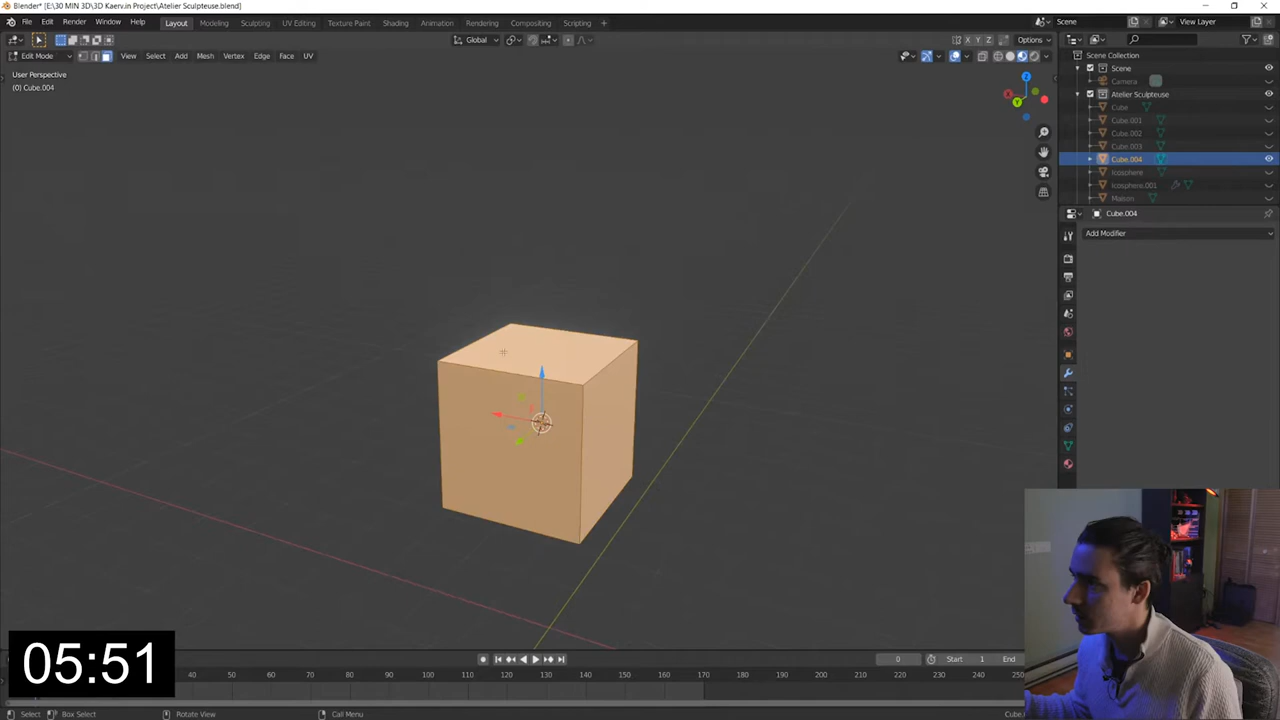 Blender* [E:\30 MIN 3D\3D Kaerv.in Project\Atelier Sculpteuse.blend]
File Edit Render Window Help Layout Modeling Sculpting UV Editing Texture Paint Shading Animation Rendering Compositing Scripting + Scene View Layer
Global X Y Z Options
Edit Mode View Select Add Mesh Vertex Edge Face UV
User Perspective
(0) Cube.004
Z
Y
Scene Collection
Scene
Camera
Atelier Sculpteuse
Cube
Cube.001
Cube.002
Cube.003
Cube.004
Icosphere
Icosphere.001
Maison
Cube.004
Add Modifier
05:51
0 Start 1 End
30 40 50 60 70 80 90 100 110 120 130 140 150 160 170 180 190 200 210 220 230 240
Select Box Select Rotate View Call Menu